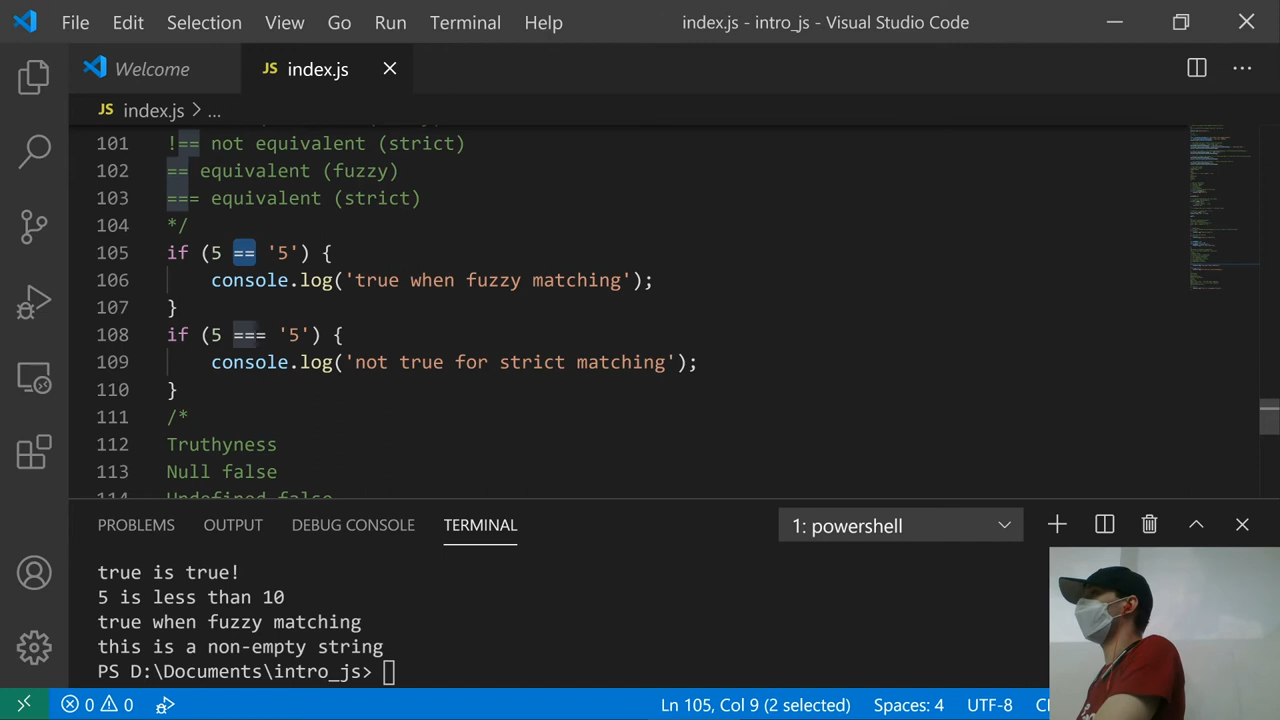 File Edit Selection View Go Run Terminal Help index.js - intro_js - Visual Studio Code
Welcome JS index.js
JS index.js > ...
101 !== not equivalent (strict)
102 == equivalent (fuzzy)
103 === equivalent (strict)
104 */
105 if (5 == '5') {
106 console.log('true when fuzzy matching');
107 }
108 if (5 === '5') {
109 console.log('not true for strict matching');
110 }
111 /*
112 Truthyness
113 Null false
114 Undefined false
PROBLEMS OUTPUT DEBUG CONSOLE TERMINAL 1: powershell
true is true!
5 is less than 10
true when fuzzy matching
this is a non-empty string
PS D:\Documents\intro_js>
0 0 Ln 105, Col 9 (2 selected) Spaces: 4 UTF-8